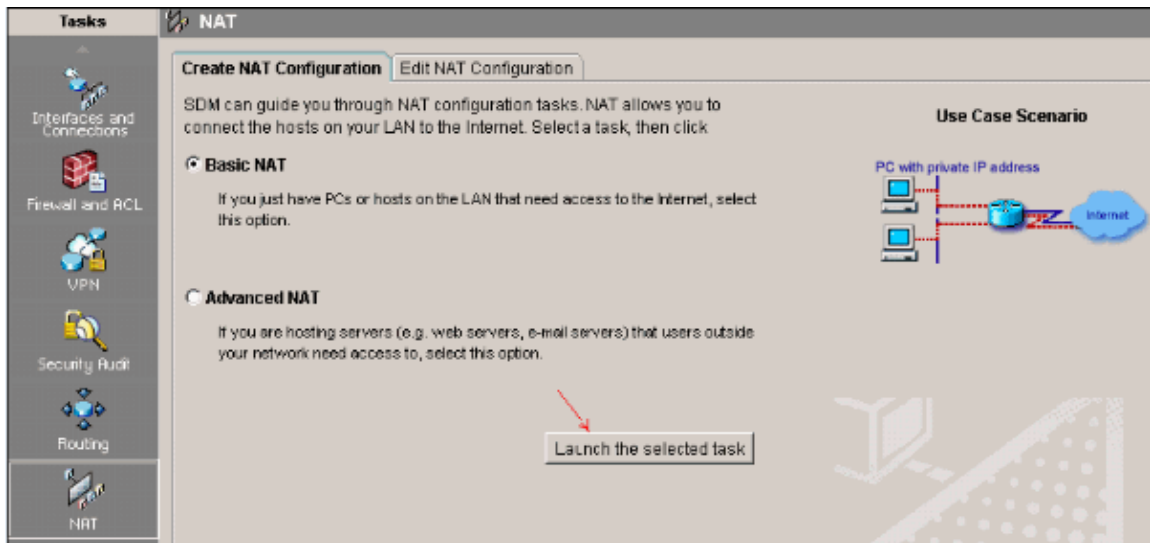 Tasks
NAT
Interfaces and
Connections
Firewall and ACL
VPN
Security Audit
Routing
NAT
Create NAT Configuration
Edit NAT Configuration
SDM can guide you through NAT configuration tasks. NAT allows you to
connect the hosts on your LAN to the Internet. Select a task, then click
Basic NAT
If you just have PCs or hosts on the LAN that need access to the Internet, select
this option.
Advanced NAT
If you are hosting servers (e.g. web servers, e-mail servers) that users outside
your network need access to, select this option.
Launch the selected task
Use Case Scenario
PC with private IP address
Internet